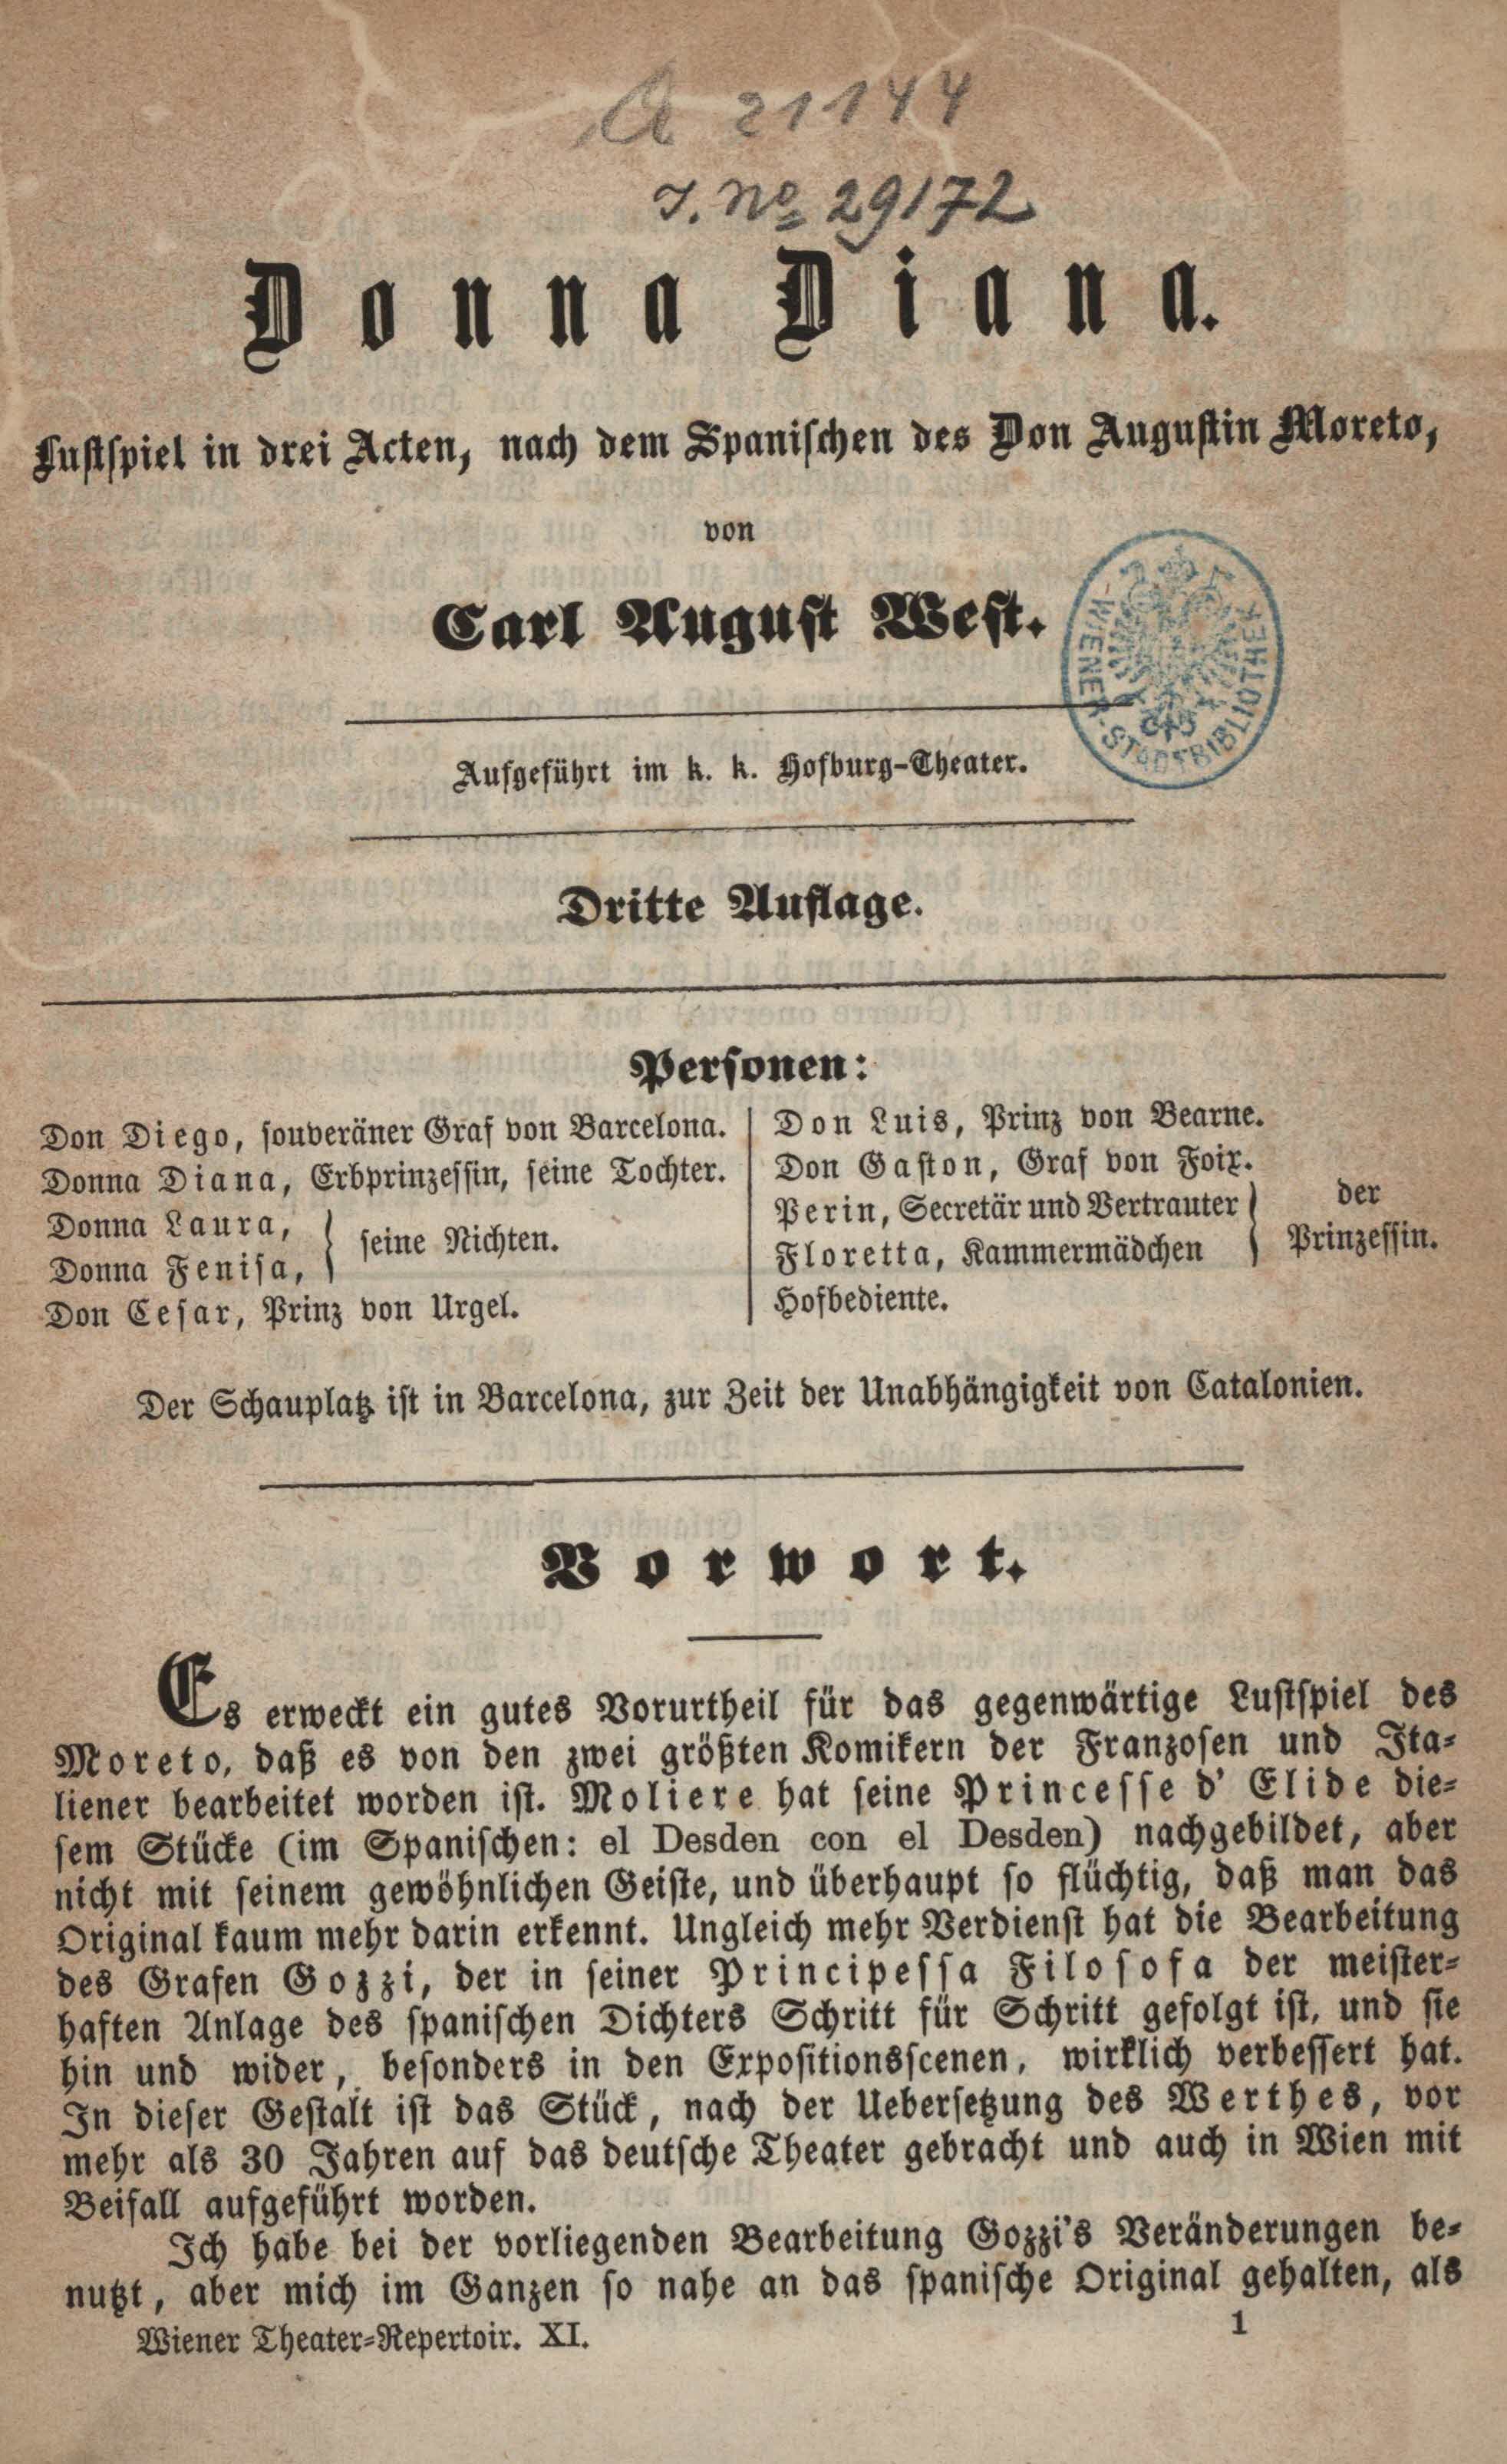 A 21144
J. No 29172
Donna Diana.
Lustspiel in drei Acten, nach dem Spanischen des Don Augustin Moreto,
von
Carl August West.
WIENER-STADTBIBLIOTHEK
Aufgeführt im k. k. Hofburg-Theater.
Dritte Auflage.
Personen:
Don Diego, souveräner Graf von Barcelona.
Donna Diana, Erbprinzessin, seine Tochter.
Donna Laura,
Donna Fenisa,
seine Nichten.
Don Cesar, Prinz von Urgel.
Don Luis, Prinz von Bearne.
Don Gaston, Graf von Foix.
Perin, Secretär und Vertrauter
Floretta, Kammermädchen
der
Prinzessin.
Hofbediente.
Der Schauplatz ist in Barcelona, zur Zeit der Unabhängigkeit von Catalonien.
Vorwort.
Es erweckt ein gutes Vorurtheil für das gegenwärtige Lustspiel des
Moreto, daß es von den zwei größten Komikern der Franzosen und Ita-
liener bearbeitet worden ist. Moliere hat seine Princesse d' Elide die-
sem Stücke (im Spanischen: el Desden con el Desden) nachgebildet, aber
nicht mit seinem gewöhnlichen Geiste, und überhaupt so flüchtig, daß man das
Original kaum mehr darin erkennt. Ungleich mehr Verdienst hat die Bearbeitung
des Grafen Gozzi, der in seiner Principessa Filosofa der meister-
haften Anlage des spanischen Dichters Schritt für Schritt gefolgt ist, und sie
hin und wider, besonders in den Expositionsscenen, wirklich verbessert hat.
In dieser Gestalt ist das Stück, nach der Uebersetzung des Werthes, vor
mehr als 30 Jahren auf das deutsche Theater gebracht und auch in Wien mit
Beifall aufgeführt worden.
Ich habe bei der vorliegenden Bearbeitung Gozzi's Veränderungen be-
nutzt, aber mich im Ganzen so nahe an das spanische Original gehalten, als
Wiener Theater-Repertoir. XI.
1